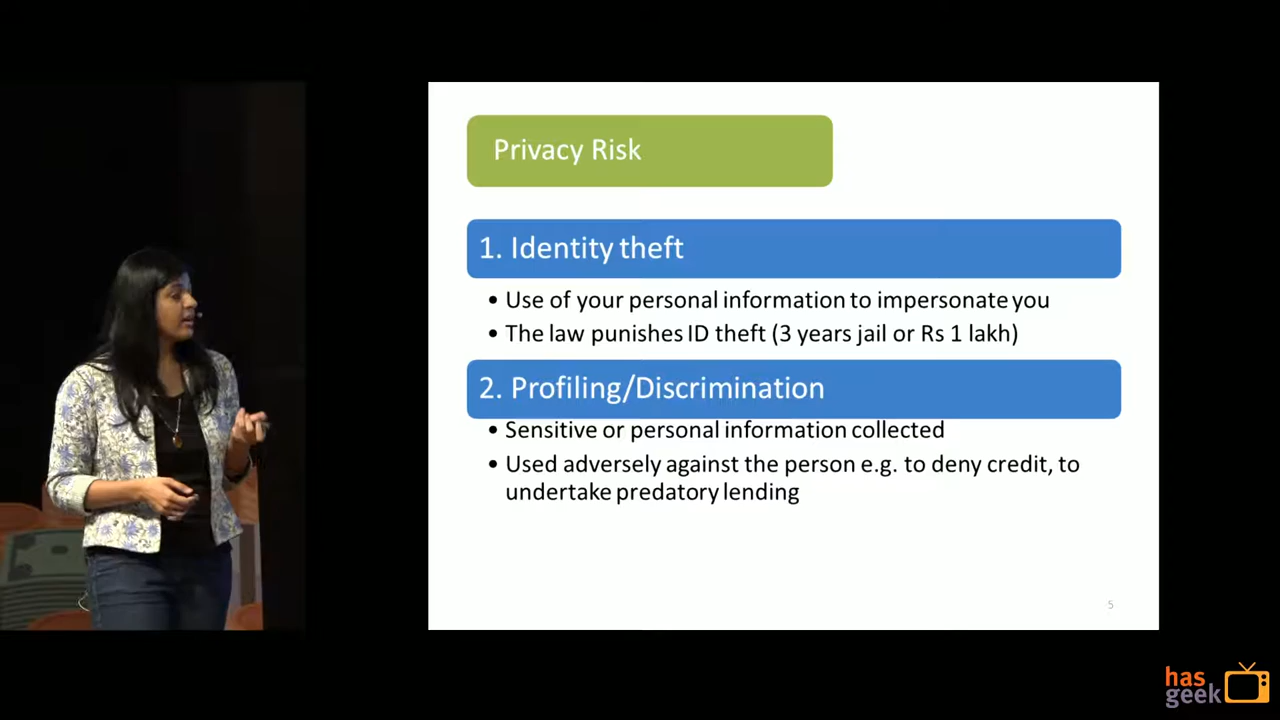 Privacy Risk
1. Identity theft
• Use of your personal information to impersonate you
• The law punishes ID theft (3 years jail or Rs 1 lakh)
2. Profiling/Discrimination
• Sensitive or personal information collected
• Used adversely against the person e.g. to deny credit, to
undertake predatory lending
5
has
geek